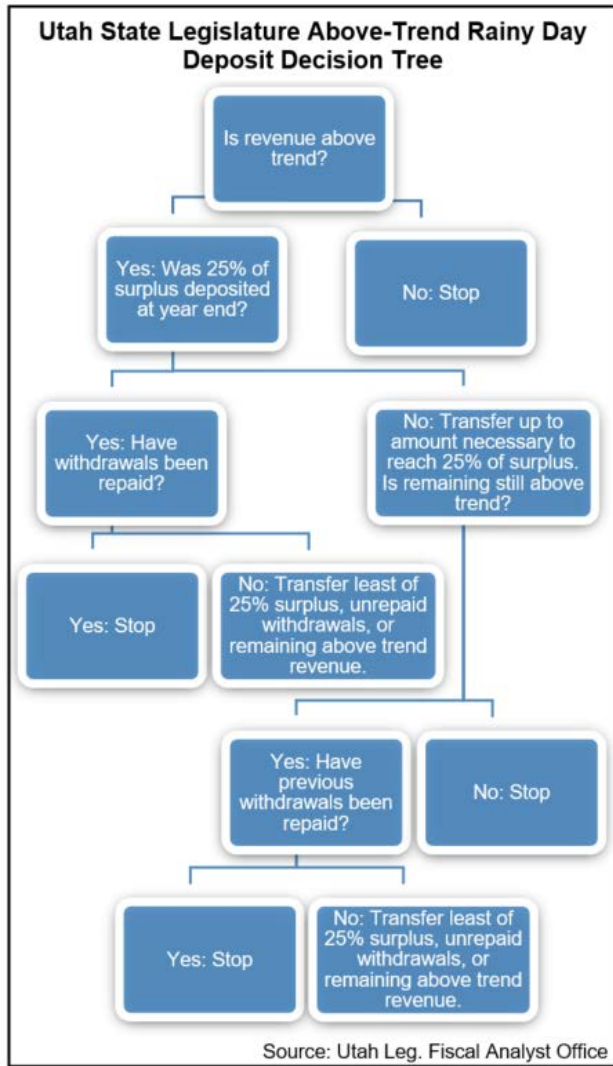 Utah State Legislature Above-Trend Rainy Day
Deposit Decision Tree
Is revenue above
trend?
Yes: Was 25% of
surplus deposited
at year end?
No: Stop
Yes: Have
withdrawals been
repaid?
No: Transfer up to
amount necessary to
reach 25% of surplus.
Is remaining still above
trend?
Yes: Stop
No: Transfer least of
25% surplus, unrepaid
withdrawals, or
remaining above trend
revenue.
Yes: Have
previous
withdrawals been
repaid?
No: Stop
Yes: Stop
No: Transfer least of
25% surplus, unrepaid
withdrawals, or
remaining above trend
revenue.
Source: Utah Leg. Fiscal Analyst Office